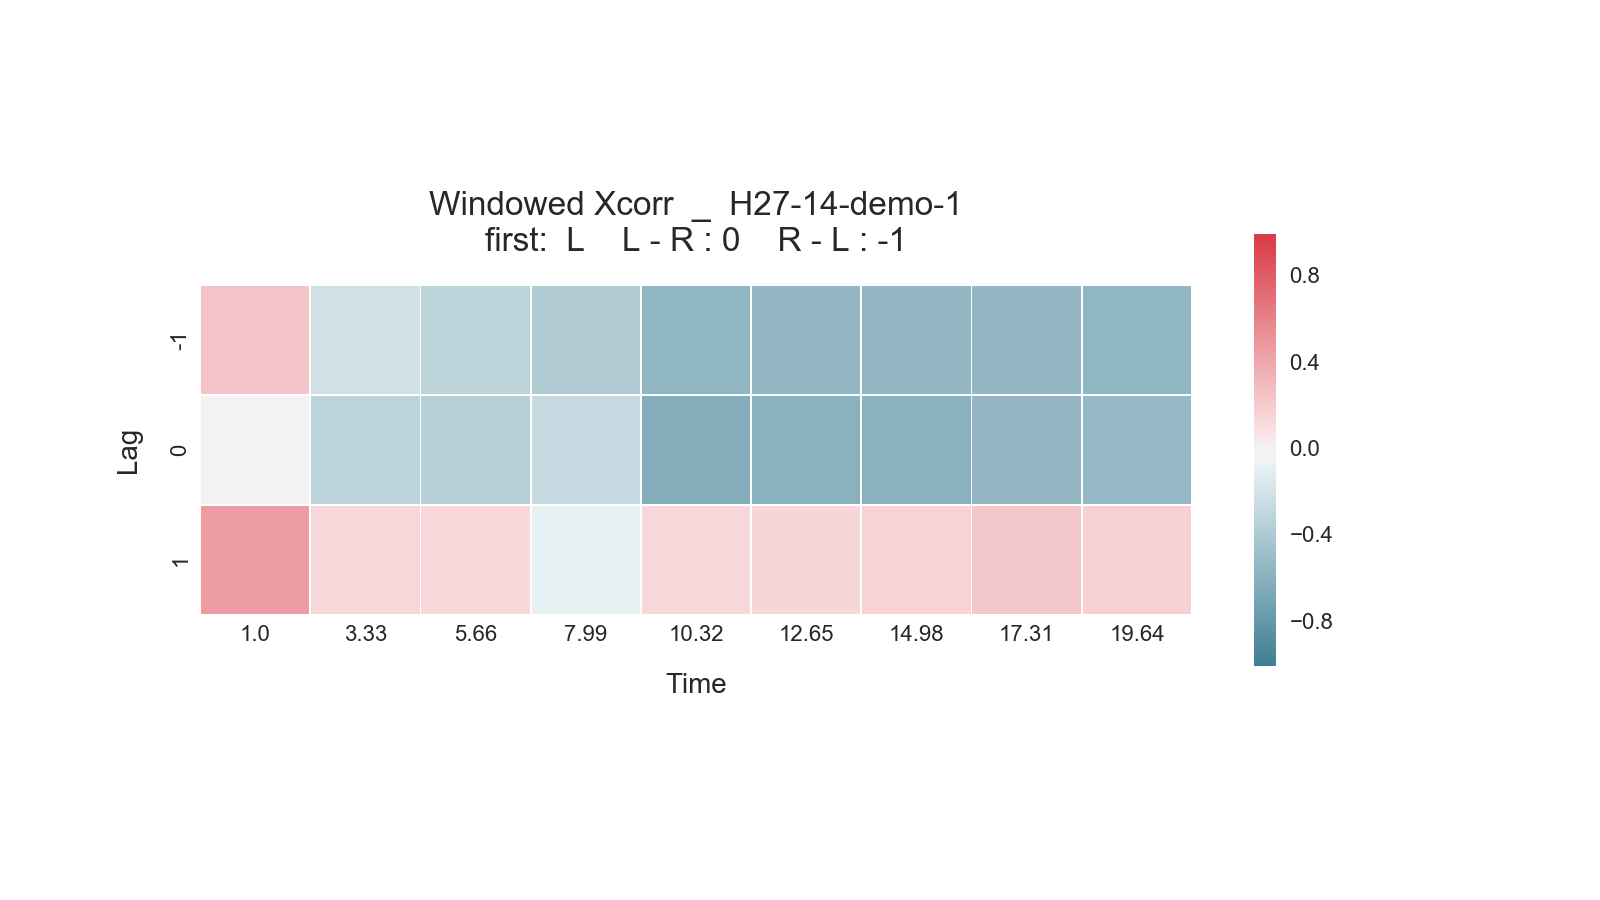 Windowed Xcorr _ H27-14-demo-1
first: L L - R : 0 R - L : -1
Lag
-1
0
1
1.0 3.33 5.66 7.99 10.32 12.65 14.98 17.31 19.64
Time
0.8
0.4
0.0
−0.4
−0.8